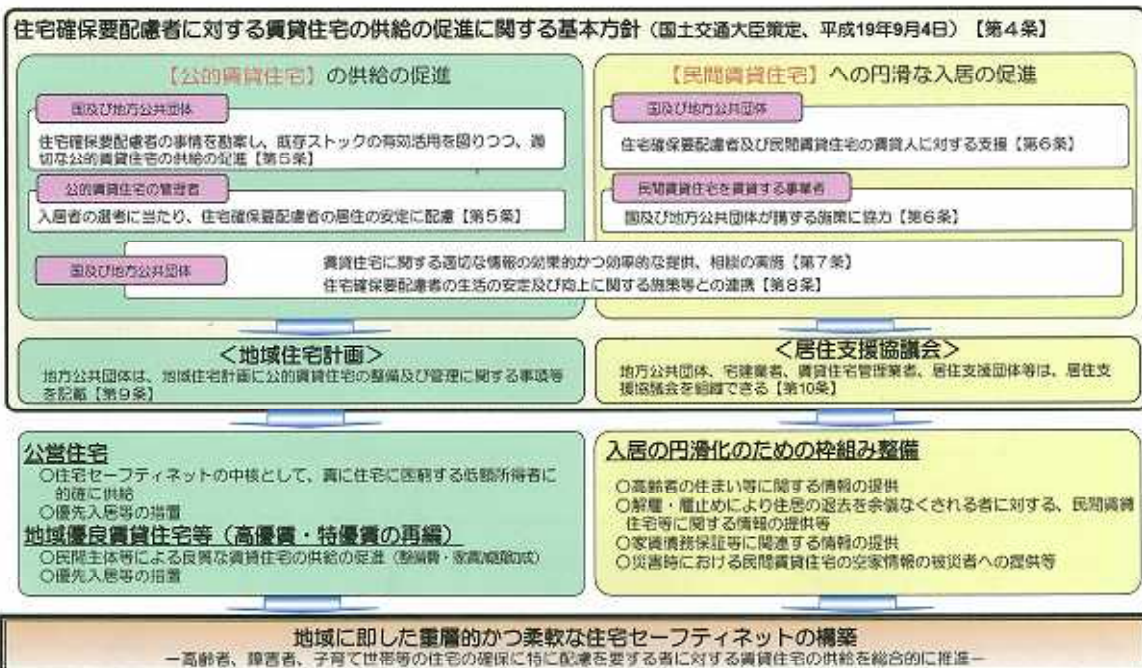 住宅確保要配慮者に対する賃貸住宅の供給の促進に関する基本方針（国土交通大臣策定、平成19年9月4日）【第4条】
【公的賃貸住宅】の供給の促進
国及び地方公共団体
住宅確保要配慮者の事情を勘案し、既存ストックの有効活用を図りつつ、適
切な公的賃貸住宅の供給の促進【第5条】
公的賃貸住宅の管理者
入居者の選考に当たり、住宅確保要配慮者の居住の安定に配慮【第5条】
【民間賃貸住宅】への円滑な入居の促進
国及び地方公共団体
住宅確保要配慮者及び民間賃貸住宅の賃貸人に対する支援【第6条】
民間賃貸住宅を賃貸する事業者
国及び地方公共団体が講ずる施策に協力【第6条】
国及び地方公共団体
賃貸住宅に関する適切な情報の効果的かつ効率的な提供、相談の実施【第7条】
住宅確保要配慮者の生活の安定及び向上に関する施策等との連携【第8条】
＜地域住宅計画＞
地方公共団体は、地域住宅計画に公的賃貸住宅の整備及び管理に関する事項等
を記載【第9条】
＜居住支援協議会＞
地方公共団体、宅建業者、賃貸住宅管理業者、居住支援団体等は、居住支
援協議会を組織できる【第10条】
公営住宅
○住宅セーフティネットの中核として、真に住宅に困窮する低額所得者に
的確に供給
○優先入居等の措置
地域優良賃貸住宅等（高優賃・特優賃の再編）
○民間主体等による良質な賃貸住宅の供給の促進（整備費・家賃減額助成）
○優先入居等の措置
入居の円滑化のための枠組み整備
○高齢者の住まい等に関する情報の提供
○解雇・雇止めにより住居の退去を余儀なくされる者に対する、民間賃貸
住宅等に関する情報の提供等
○家賃債務保証等に関連する情報の提供
○災害時における民間賃貸住宅の空家情報の被災者への提供等
地域に即した重層的かつ柔軟な住宅セーフティネットの構築
－高齢者、障害者、子育て世帯等の住宅の確保に特に配慮を要する者に対する賃貸住宅の供給を総合的に推進－